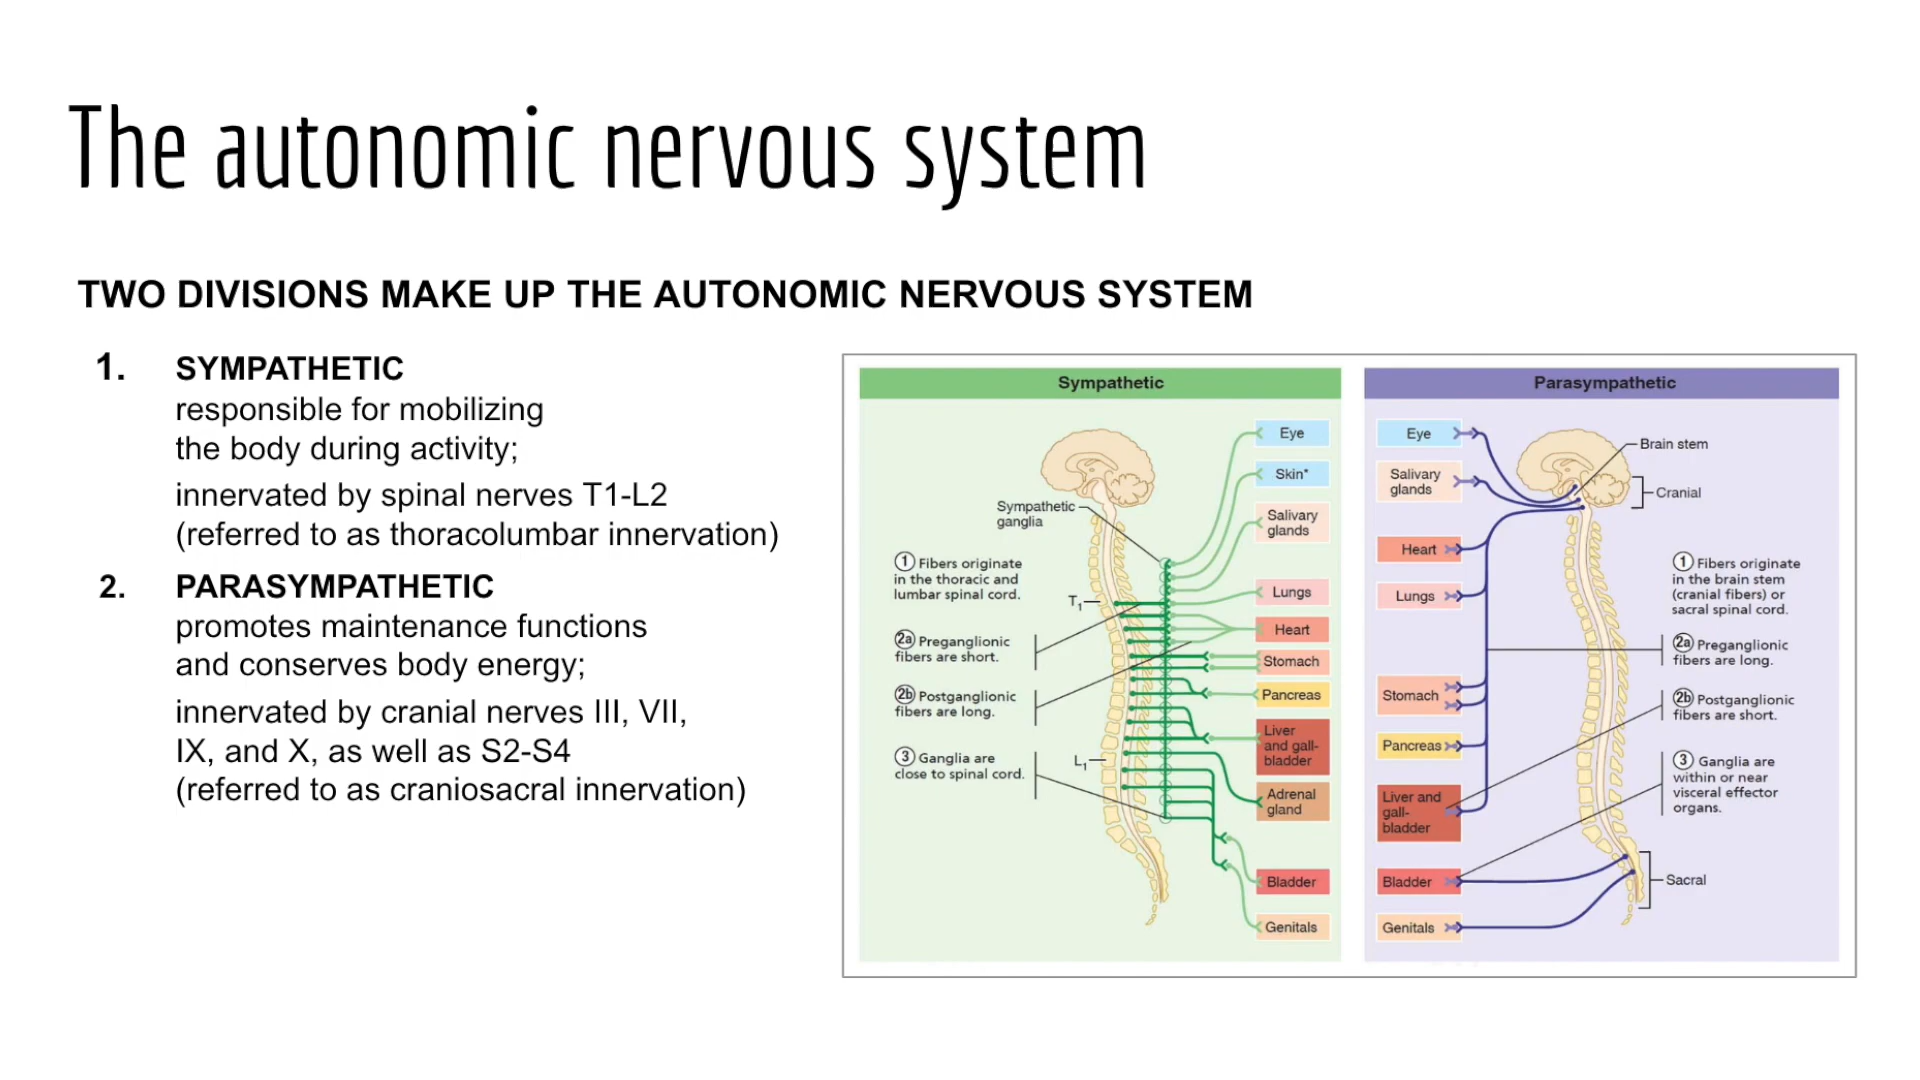 The autonomic nervous system
TWO DIVISIONS MAKE UP THE AUTONOMIC NERVOUS SYSTEM
1. SYMPATHETIC
responsible for mobilizing
the body during activity;
innervated by spinal nerves T1-L2
(referred to as thoracolumbar innervation)
2. PARASYMPATHETIC
promotes maintenance functions
and conserves body energy;
innervated by cranial nerves III, VII,
IX, and X, as well as S2-S4
(referred to as craniosacral innervation)
Sympathetic
Sympathetic
ganglia
1 Fibers originate
in the thoracic and
lumbar spinal cord.
T1
2a Preganglionic
fibers are short.
2b Postganglionic
fibers are long.
3 Ganglia are
close to spinal cord.
L1
Eye
Skin*
Salivary
glands
Lungs
Heart
Stomach
Pancreas
Liver
and gall-
bladder
Adrenal
gland
Bladder
Genitals
Parasympathetic
Eye
Salivary
glands
Heart
Lungs
Stomach
Pancreas
Liver and
gall-
bladder
Bladder
Genitals
Brain stem
Cranial
1 Fibers originate
in the brain stem
(cranial fibers) or
sacral spinal cord.
2a Preganglionic
fibers are long.
2b Postganglionic
fibers are short.
3 Ganglia are
within or near
visceral effector
organs.
Sacral